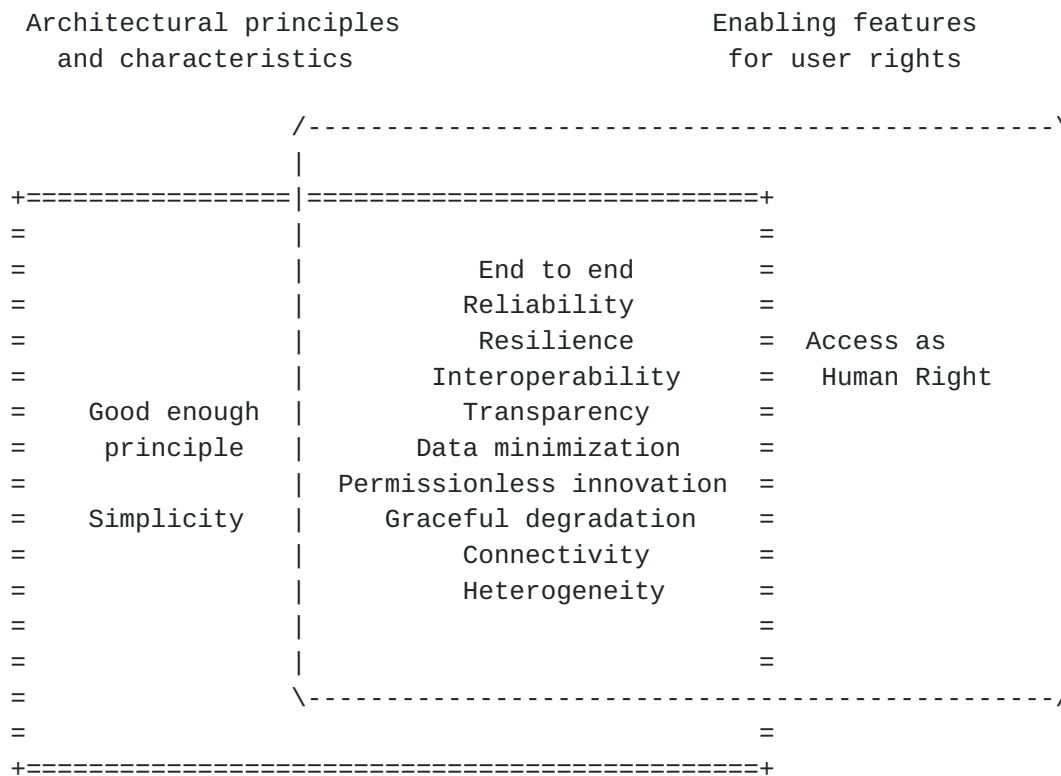 Architectural principles                    Enabling features
and characteristics                        for user rights
End to end
Reliability
Resilience        Access as
Interoperability        Human Right
Good enough        Transparency
principle        Data minimization
Permissionless innovation
Simplicity        Graceful degradation
Connectivity
Heterogeneity